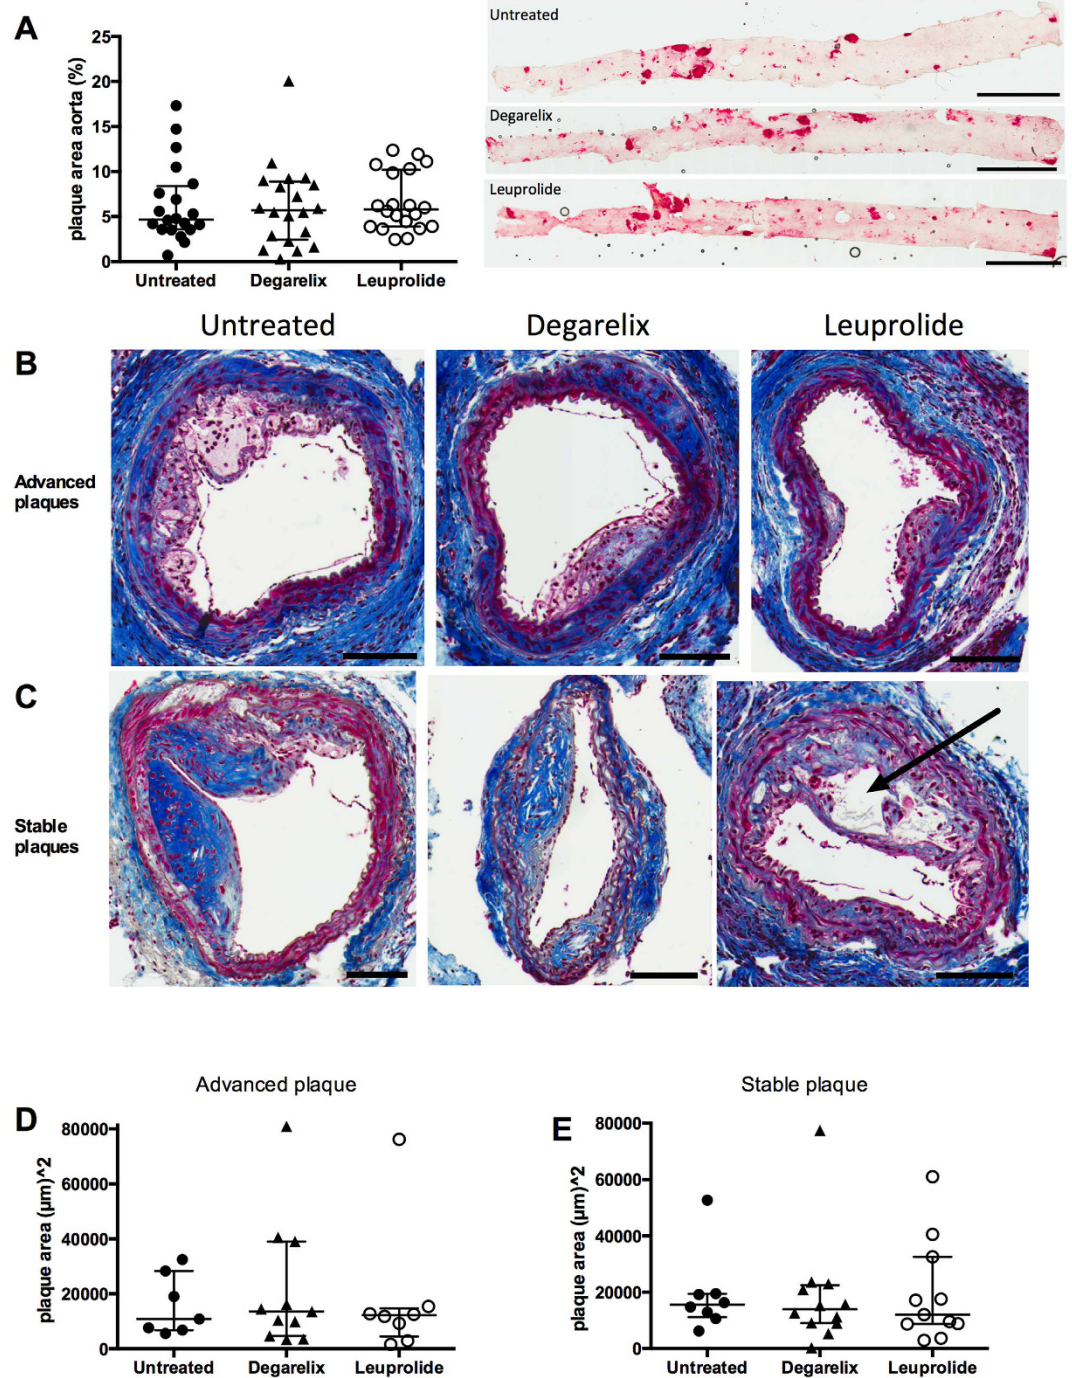 A
25
20
15
10
5
0
plaque area aorta (%)
Untreated
Degarelix
Leuprolide
Untreated
Degarelix
Leuprolide
Untreated
Degarelix
Leuprolide
B
Advanced
plaques
C
Stable
plaques
Advanced plaque
D
80000
60000
40000
20000
0
plaque area (µm)^2
Untreated
Degarelix
Leuprolide
Stable plaque
E
80000
60000
40000
20000
0
plaque area (µm)^2
Untreated
Degarelix
Leuprolide